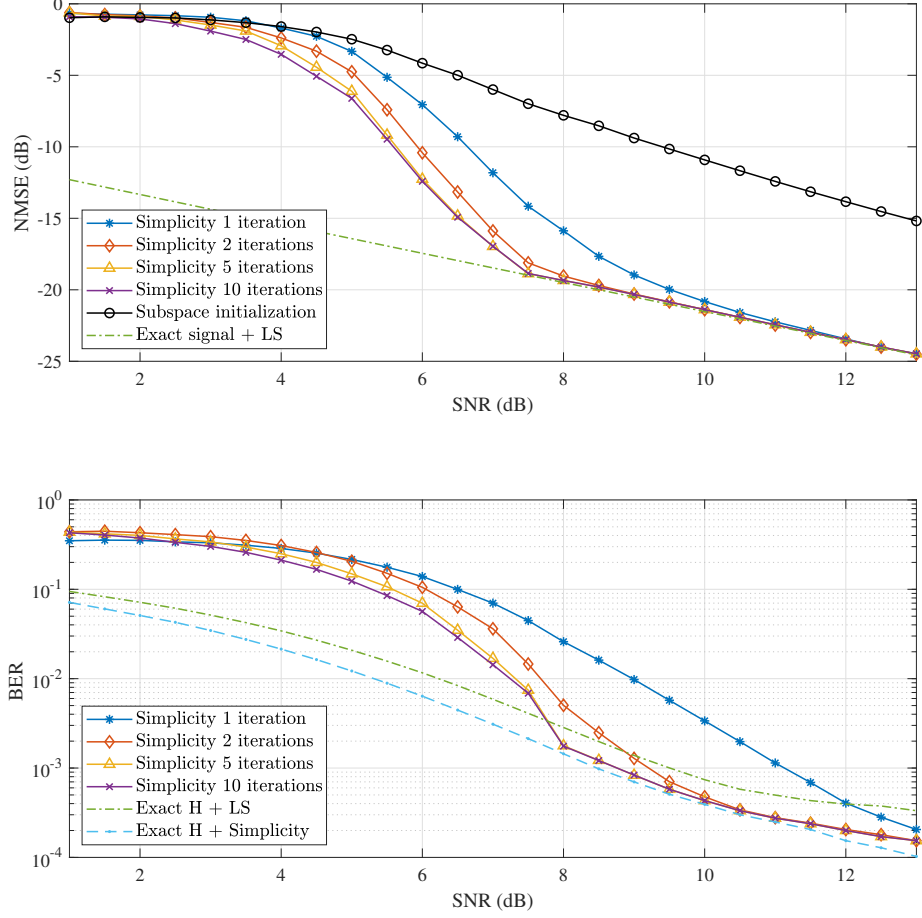 0
-5
-10
-15
-20
-25
NMSE (dB)
Simplicity 1 iteration
Simplicity 2 iterations
Simplicity 5 iterations
Simplicity 10 iterations
Subspace initialization
Exact signal + LS
2 4 6 8 10 12
SNR (dB)
10^0
10^-1
10^-2
10^-3
10^-4
BER
Simplicity 1 iteration
Simplicity 2 iterations
Simplicity 5 iterations
Simplicity 10 iterations
Exact H + LS
Exact H + Simplicity
2 4 6 8 10 12
SNR (dB)